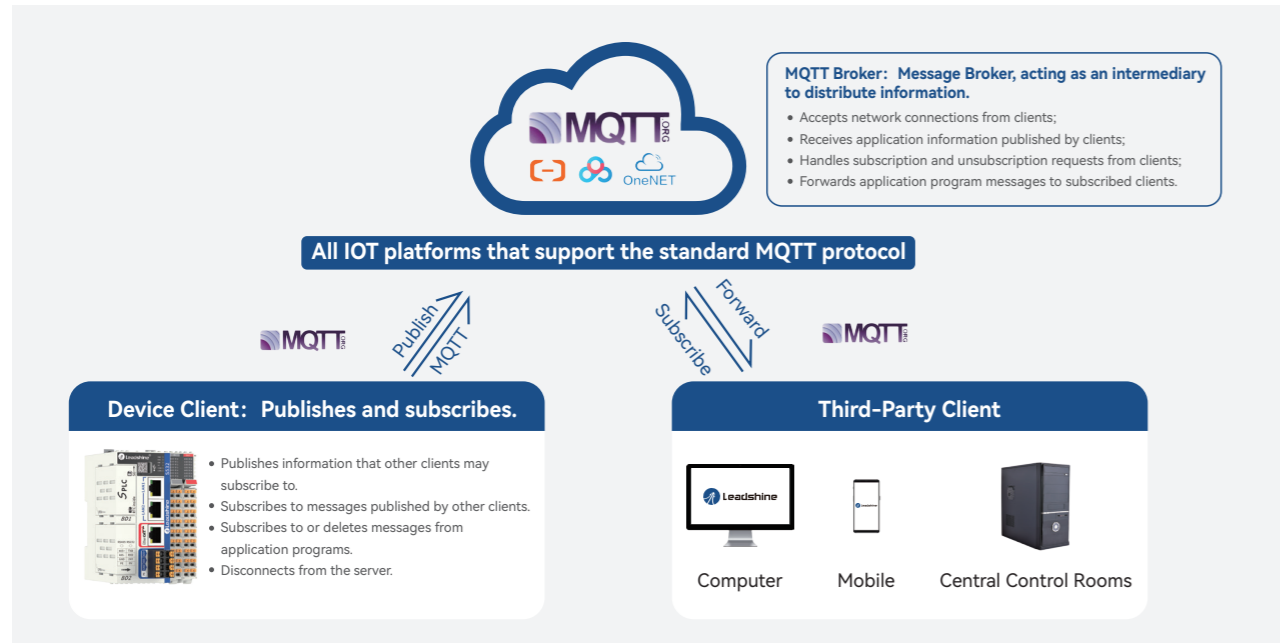 MQTT.ORG
OneNET
MQTT Broker: Message Broker, acting as an intermediary
to distribute information.
• Accepts network connections from clients;
• Receives application information published by clients;
• Handles subscription and unsubscription requests from clients;
• Forwards application program messages to subscribed clients.
All IOT platforms that support the standard MQTT protocol
MQTT.ORG
Publish
MQTT
Subscribe
Forward
MQTT.ORG
Device Client: Publishes and subscribes.
Leadshine
SPLC
801
802
• Publishes information that other clients may
subscribe to.
• Subscribes to messages published by other clients.
• Subscribes to or deletes messages from
application programs.
• Disconnects from the server.
Third-Party Client
Leadshine
Leadshine
Computer
Mobile
Central Control Rooms